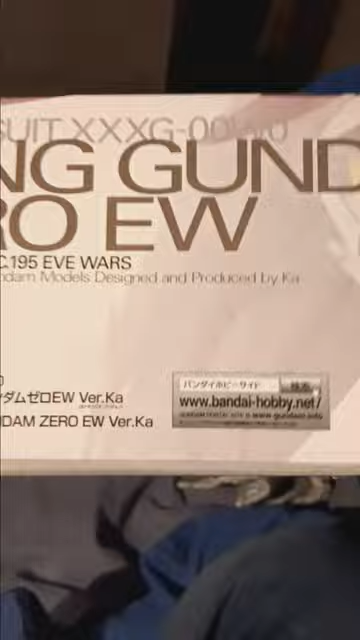 SUIT XXXG-00W0
NG GUND
RO EW
C.195 EVE WARS
ndam Models Designed and Produced by Ka
ダムゼロEW Ver.Ka
バンダイホビーサイト 検索
www.bandai-hobby.net/
NDAM ZERO EW Ver.Ka